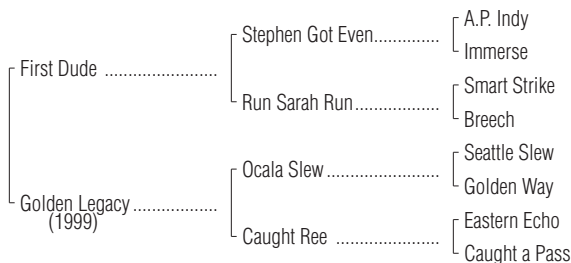 A.P. Indy
Stephen Got Even...............
Immerse
First Dude ........................
Smart Strike
Run Sarah Run..................
Breech
Seattle Slew
Ocala Slew........................
Golden Way
Golden Legacy..................
(1999)
Eastern Echo
Caught Ree ......................
Caught a Pass